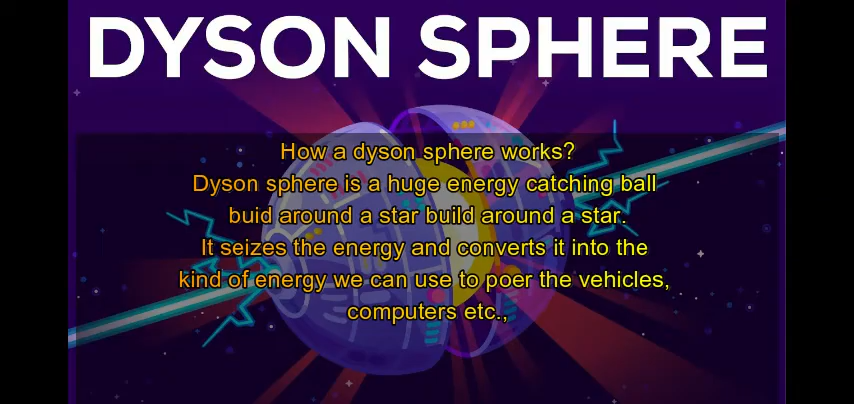 DYSON SPHERE
How a dyson sphere works?
Dyson sphere is a huge energy catching ball
buid around a star build around a star.
It seizes the energy and converts it into the
kind of energy we can use to poer the vehicles,
computers etc.,